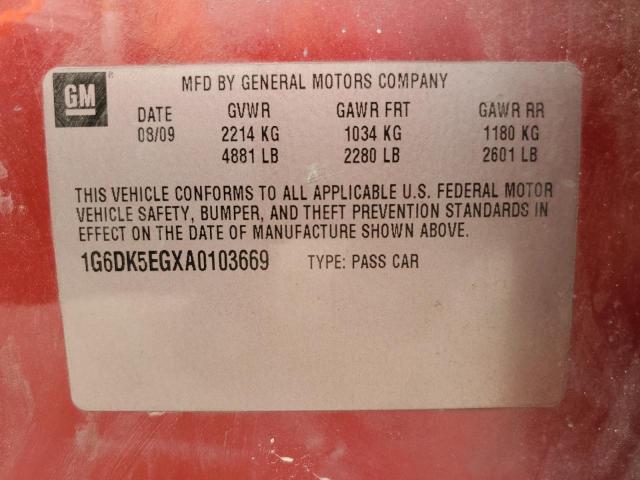 GM ®
MFD BY GENERAL MOTORS COMPANY
DATE GVWR GAWR FRT GAWR RR
08/09 2214 KG 1034 KG 1180 KG
4881 LB 2280 LB 2601 LB
THIS VEHICLE CONFORMS TO ALL APPLICABLE U.S. FEDERAL MOTOR
VEHICLE SAFETY, BUMPER, AND THEFT PREVENTION STANDARDS IN
EFFECT ON THE DATE OF MANUFACTURE SHOWN ABOVE.
1G6DK5EGXA0103669 TYPE: PASS CAR